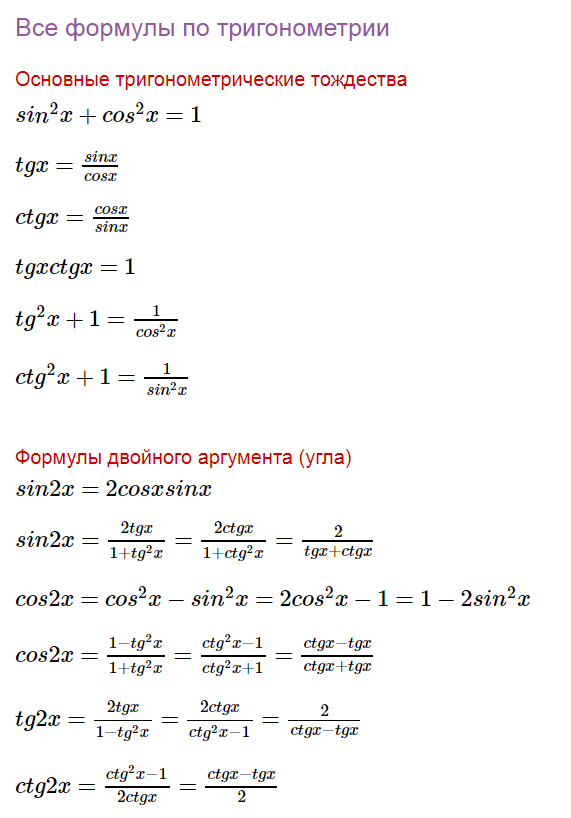 Все формулы по тригонометрии
Основные тригонометрические тождества
sin²x + cos²x = 1
tgx = sinx/cosx
ctgx = cosx/sinx
tgxctgx = 1
tg²x + 1 = 1/cos²x
ctg²x + 1 = 1/sin²x
Формулы двойного аргумента (угла)
sin2x = 2cosxsinx
sin2x = 2tgx/(1+tg²x) = 2ctgx/(1+ctg²x) = 2/(tgx+ctgx)
cos2x = cos²x − sin²x = 2cos²x − 1 = 1 − 2sin²x
cos2x = (1−tg²x)/(1+tg²x) = (ctg²x−1)/(ctg²x+1) = (ctgx−tgx)/(ctgx+tgx)
tg2x = 2tgx/(1−tg²x) = 2ctgx/(ctg²x−1) = 2/(ctgx−tgx)
ctg2x = (ctg²x−1)/2ctgx = (ctgx−tgx)/2